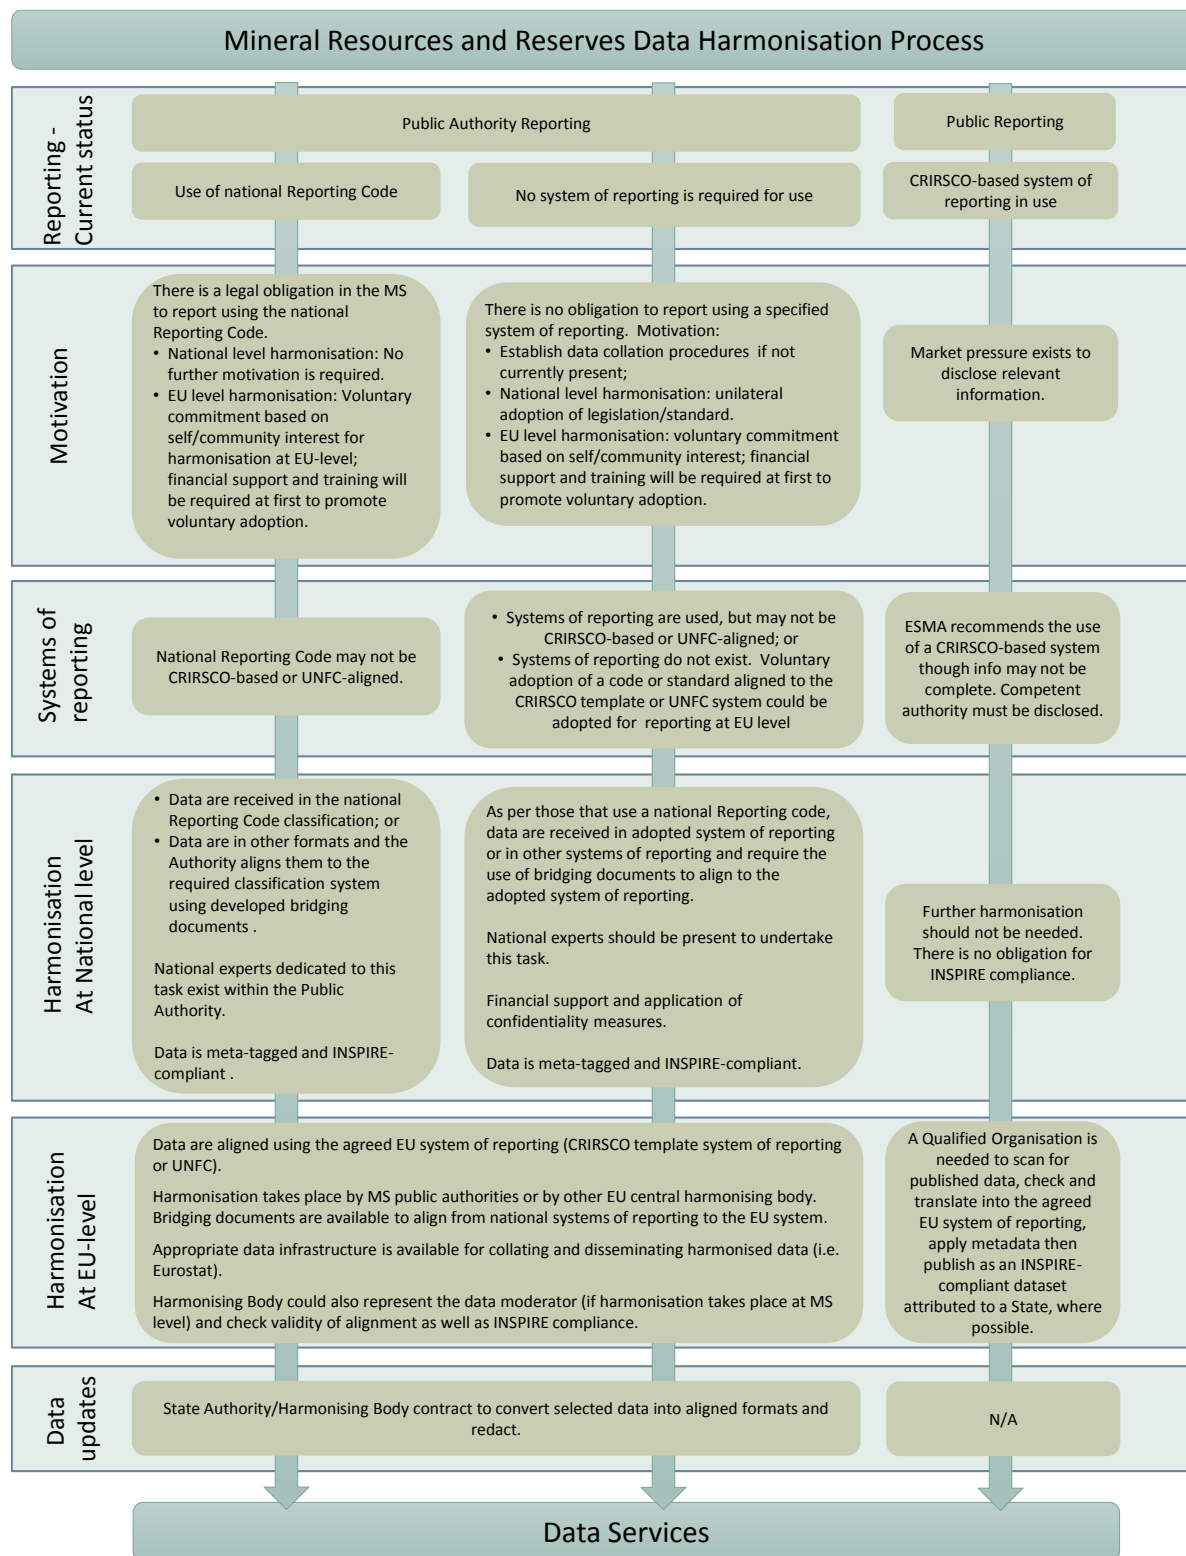 Mineral Resources and Reserves Data Harmonisation Process
Reporting -
Current status
Public Authority Reporting
Public Reporting
Use of national Reporting Code
No system of reporting is required for use
CRIRSCO-based system of
reporting in use
Motivation
There is a legal obligation in the MS
to report using the national
Reporting Code.
• National level harmonisation: No
further motivation is required.
• EU level harmonisation: Voluntary
commitment based on
self/community interest for
harmonisation at EU-level;
financial support and training will
be required at first to promote
voluntary adoption.
There is no obligation to report using a specified
system of reporting.  Motivation:
• Establish data collation procedures  if not
currently present;
• National level harmonisation: unilateral
adoption of legislation/standard.
• EU level harmonisation: voluntary commitment
based on self/community interest; financial
support and training will be required at first to
promote voluntary adoption.
Market pressure exists to
disclose relevant
information.
Systems of
reporting
National Reporting Code may not be
CRIRSCO-based or UNFC-aligned.
• Systems of reporting are used, but may not be
CRIRSCO-based or UNFC-aligned; or
• Systems of reporting do not exist.  Voluntary
adoption of a code or standard aligned to the
CRIRSCO template or UNFC system could be
adopted for  reporting at EU level
ESMA recommends the use
of a CRIRSCO-based system
though info may not be
complete. Competent
authority must be disclosed.
Harmonisation
At National level
• Data are received in the national
Reporting Code classification; or
• Data are in other formats and the
Authority aligns them to the
required classification system
using developed bridging
documents .
National experts dedicated to this
task exist within the Public
Authority.
Data is meta-tagged and INSPIRE-
compliant .
As per those that use a national Reporting code,
data are received in adopted system of reporting
or in other systems of reporting and require the
use of bridging documents to align to the
adopted system of reporting.
National experts should be present to undertake
this task.
Financial support and application of
confidentiality measures.
Data is meta-tagged and INSPIRE-compliant.
Further harmonisation
should not be needed.
There is no obligation for
INSPIRE compliance.
Harmonisation
At EU-level
Data are aligned using the agreed EU system of reporting (CRIRSCO template system of reporting
or UNFC).
Harmonisation takes place by MS public authorities or by other EU central harmonising body.
Bridging documents are available to align from national systems of reporting to the EU system.
Appropriate data infrastructure is available for collating and disseminating harmonised data (i.e.
Eurostat).
Harmonising Body could also represent the data moderator (if harmonisation takes place at MS
level) and check validity of alignment as well as INSPIRE compliance.
A Qualified Organisation is
needed to scan for
published data, check and
translate into the agreed
EU system of reporting,
apply metadata then
publish as an INSPIRE-
compliant dataset
attributed to a State, where
possible.
Data
updates
State Authority/Harmonising Body contract to convert selected data into aligned formats and
redact.
N/A
Data Services